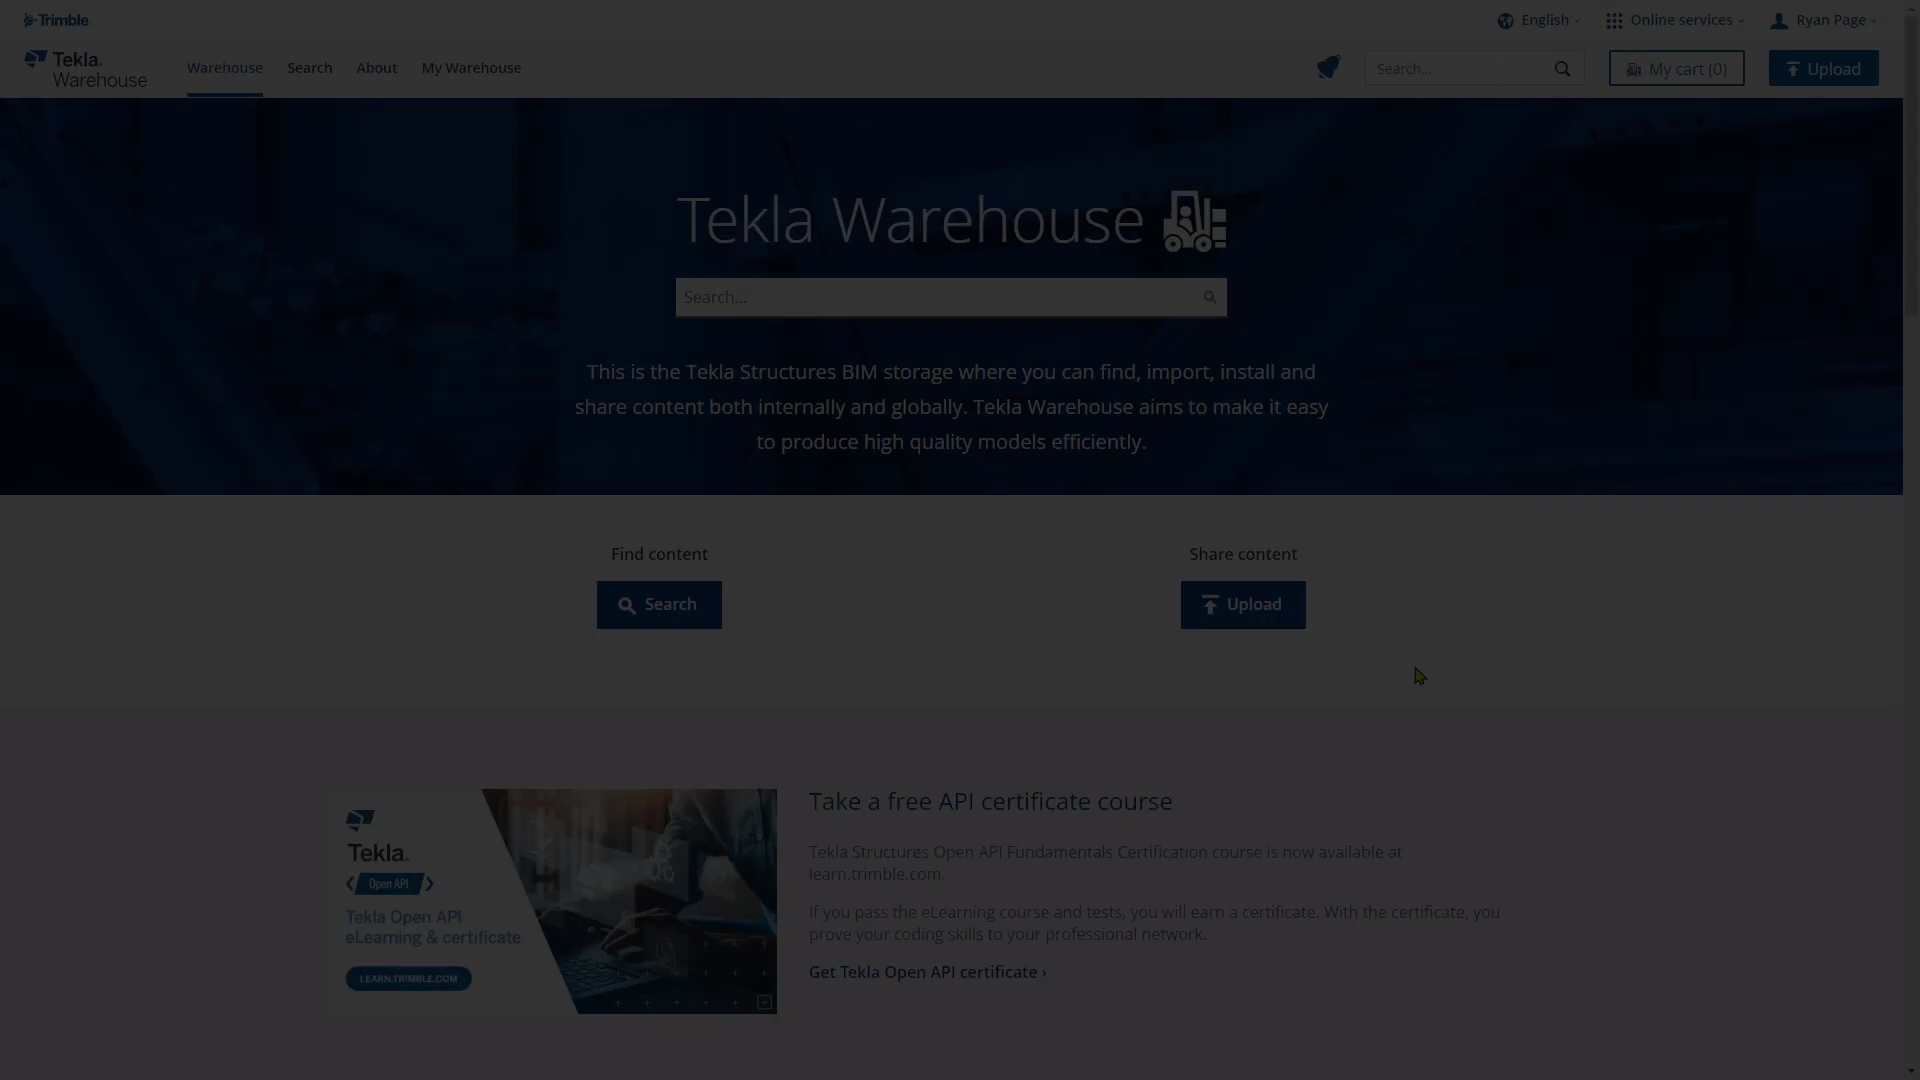 Trimble
English
Online services
Ryan Page
Tekla
Warehouse
Warehouse
Search
About
My Warehouse
Search...
My cart (0)
Upload
Tekla Warehouse
Search...
This is the Tekla Structures BIM storage where you can find, import, install and
share content both internally and globally. Tekla Warehouse aims to make it easy
to produce high quality models efficiently.
Find content
Share content
Search
Upload
Tekla
Open API
Tekla Open API
eLearning & certificate
LEARN.TRIMBLE.COM
Take a free API certificate course
Tekla Structures Open API Fundamentals Certification course is now available at
learn.trimble.com.
If you pass the eLearning course and tests, you will earn a certificate. With the certificate, you
prove your coding skills to your professional network.
Get Tekla Open API certificate ›